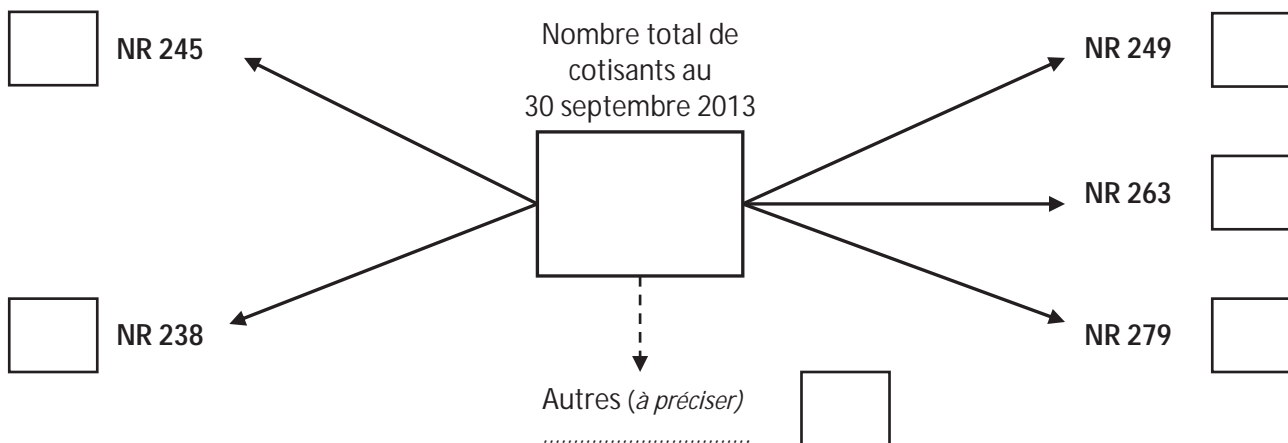 NR 245
Nombre total de
cotisants au
30 septembre 2013
NR 249
NR 263
NR 238
NR 279
Autres (à préciser)
..................................